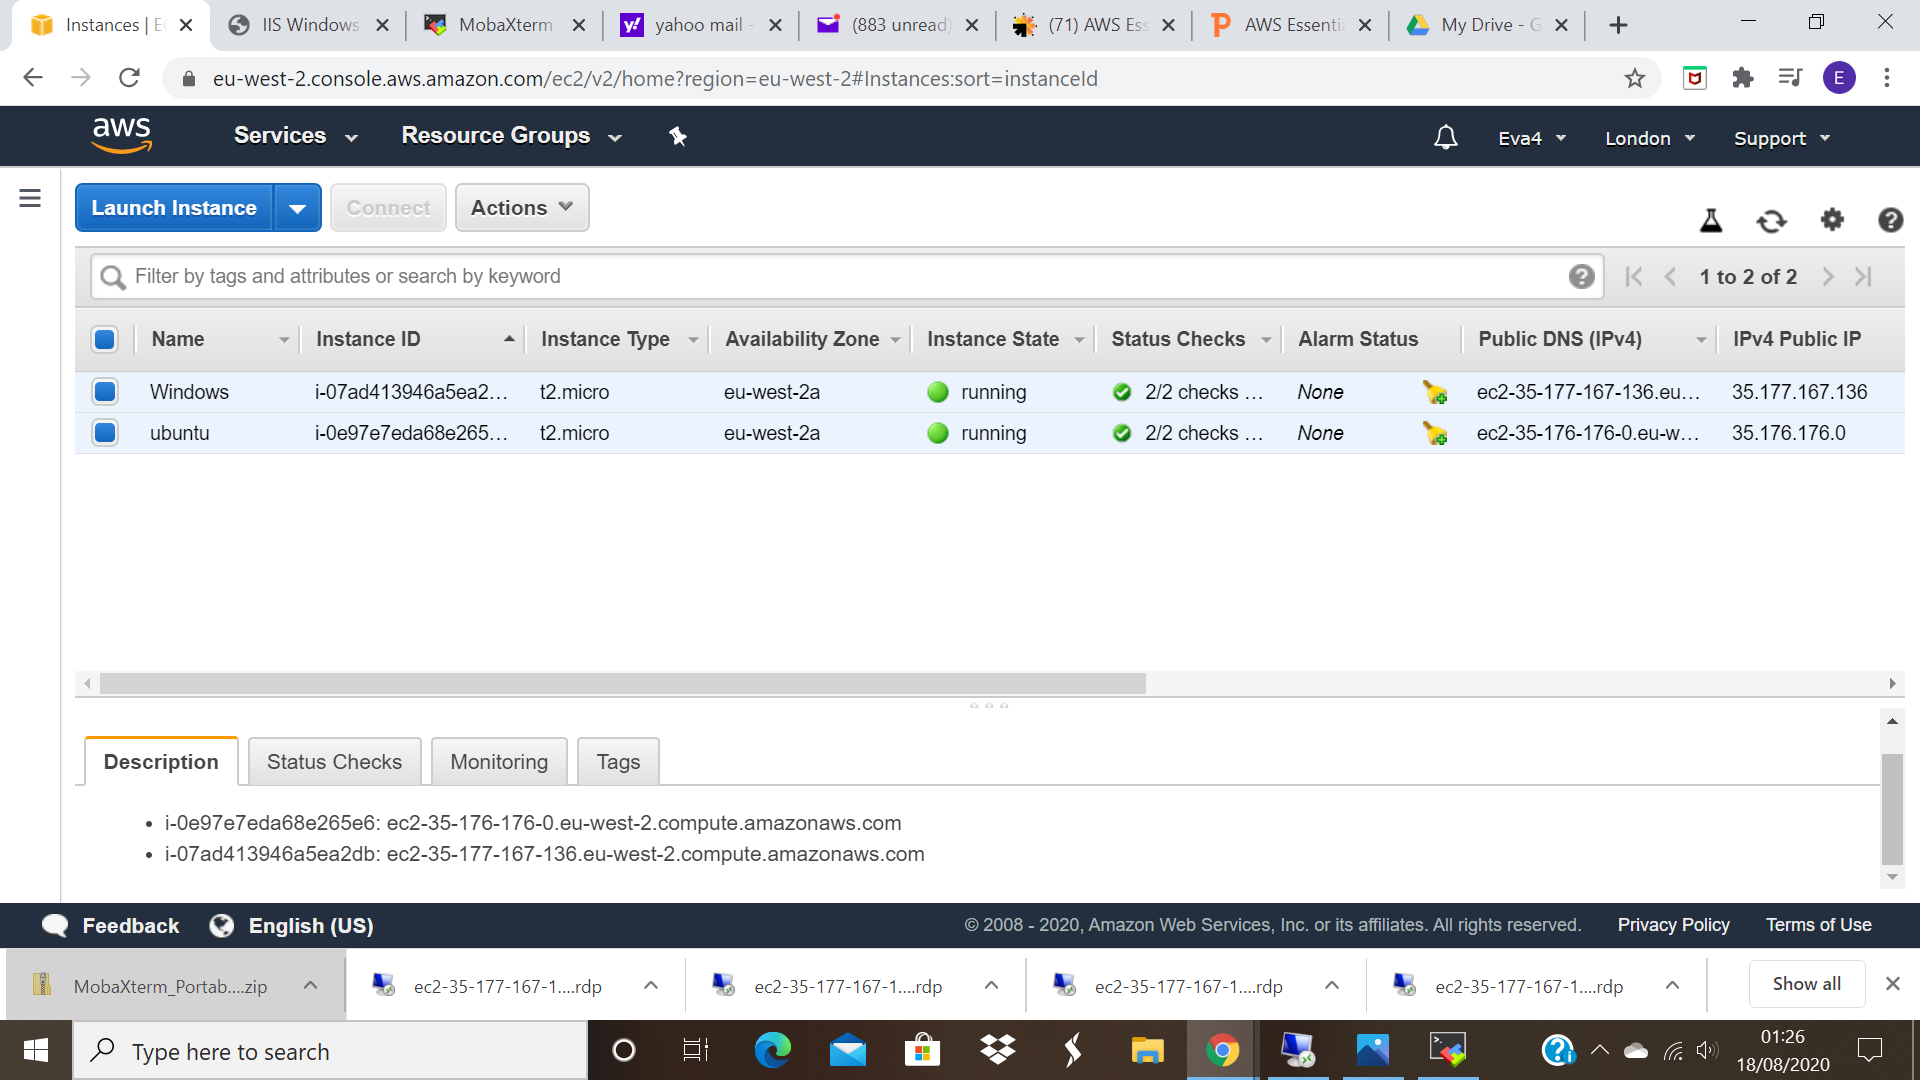 Instances | E
IIS Windows
MobaXterm
yahoo mail -
(883 unread)
(71) AWS Ess
AWS Essentia
My Drive - G
eu-west-2.console.aws.amazon.com/ec2/v2/home?region=eu-west-2#Instances:sort=instanceId
E
aws
Services
Resource Groups
Eva4
London
Support
Launch Instance
Connect
Actions
Filter by tags and attributes or search by keyword
1 to 2 of 2
Name Instance ID Instance Type Availability Zone Instance State Status Checks Alarm Status Public DNS (IPv4) IPv4 Public IP
Windows i-07ad413946a5ea2... t2.micro eu-west-2a running 2/2 checks ... None ec2-35-177-167-136.eu... 35.177.167.136
ubuntu i-0e97e7eda68e265... t2.micro eu-west-2a running 2/2 checks ... None ec2-35-176-176-0.eu-w... 35.176.176.0
Description
Status Checks
Monitoring
Tags
• i-0e97e7eda68e265e6: ec2-35-176-176-0.eu-west-2.compute.amazonaws.com
• i-07ad413946a5ea2db: ec2-35-177-167-136.eu-west-2.compute.amazonaws.com
Feedback
English (US)
© 2008 - 2020, Amazon Web Services, Inc. or its affiliates. All rights reserved.
Privacy Policy
Terms of Use
MobaXterm_Portab....zip
ec2-35-177-167-1....rdp
ec2-35-177-167-1....rdp
ec2-35-177-167-1....rdp
ec2-35-177-167-1....rdp
Show all
Type here to search
01:26
18/08/2020